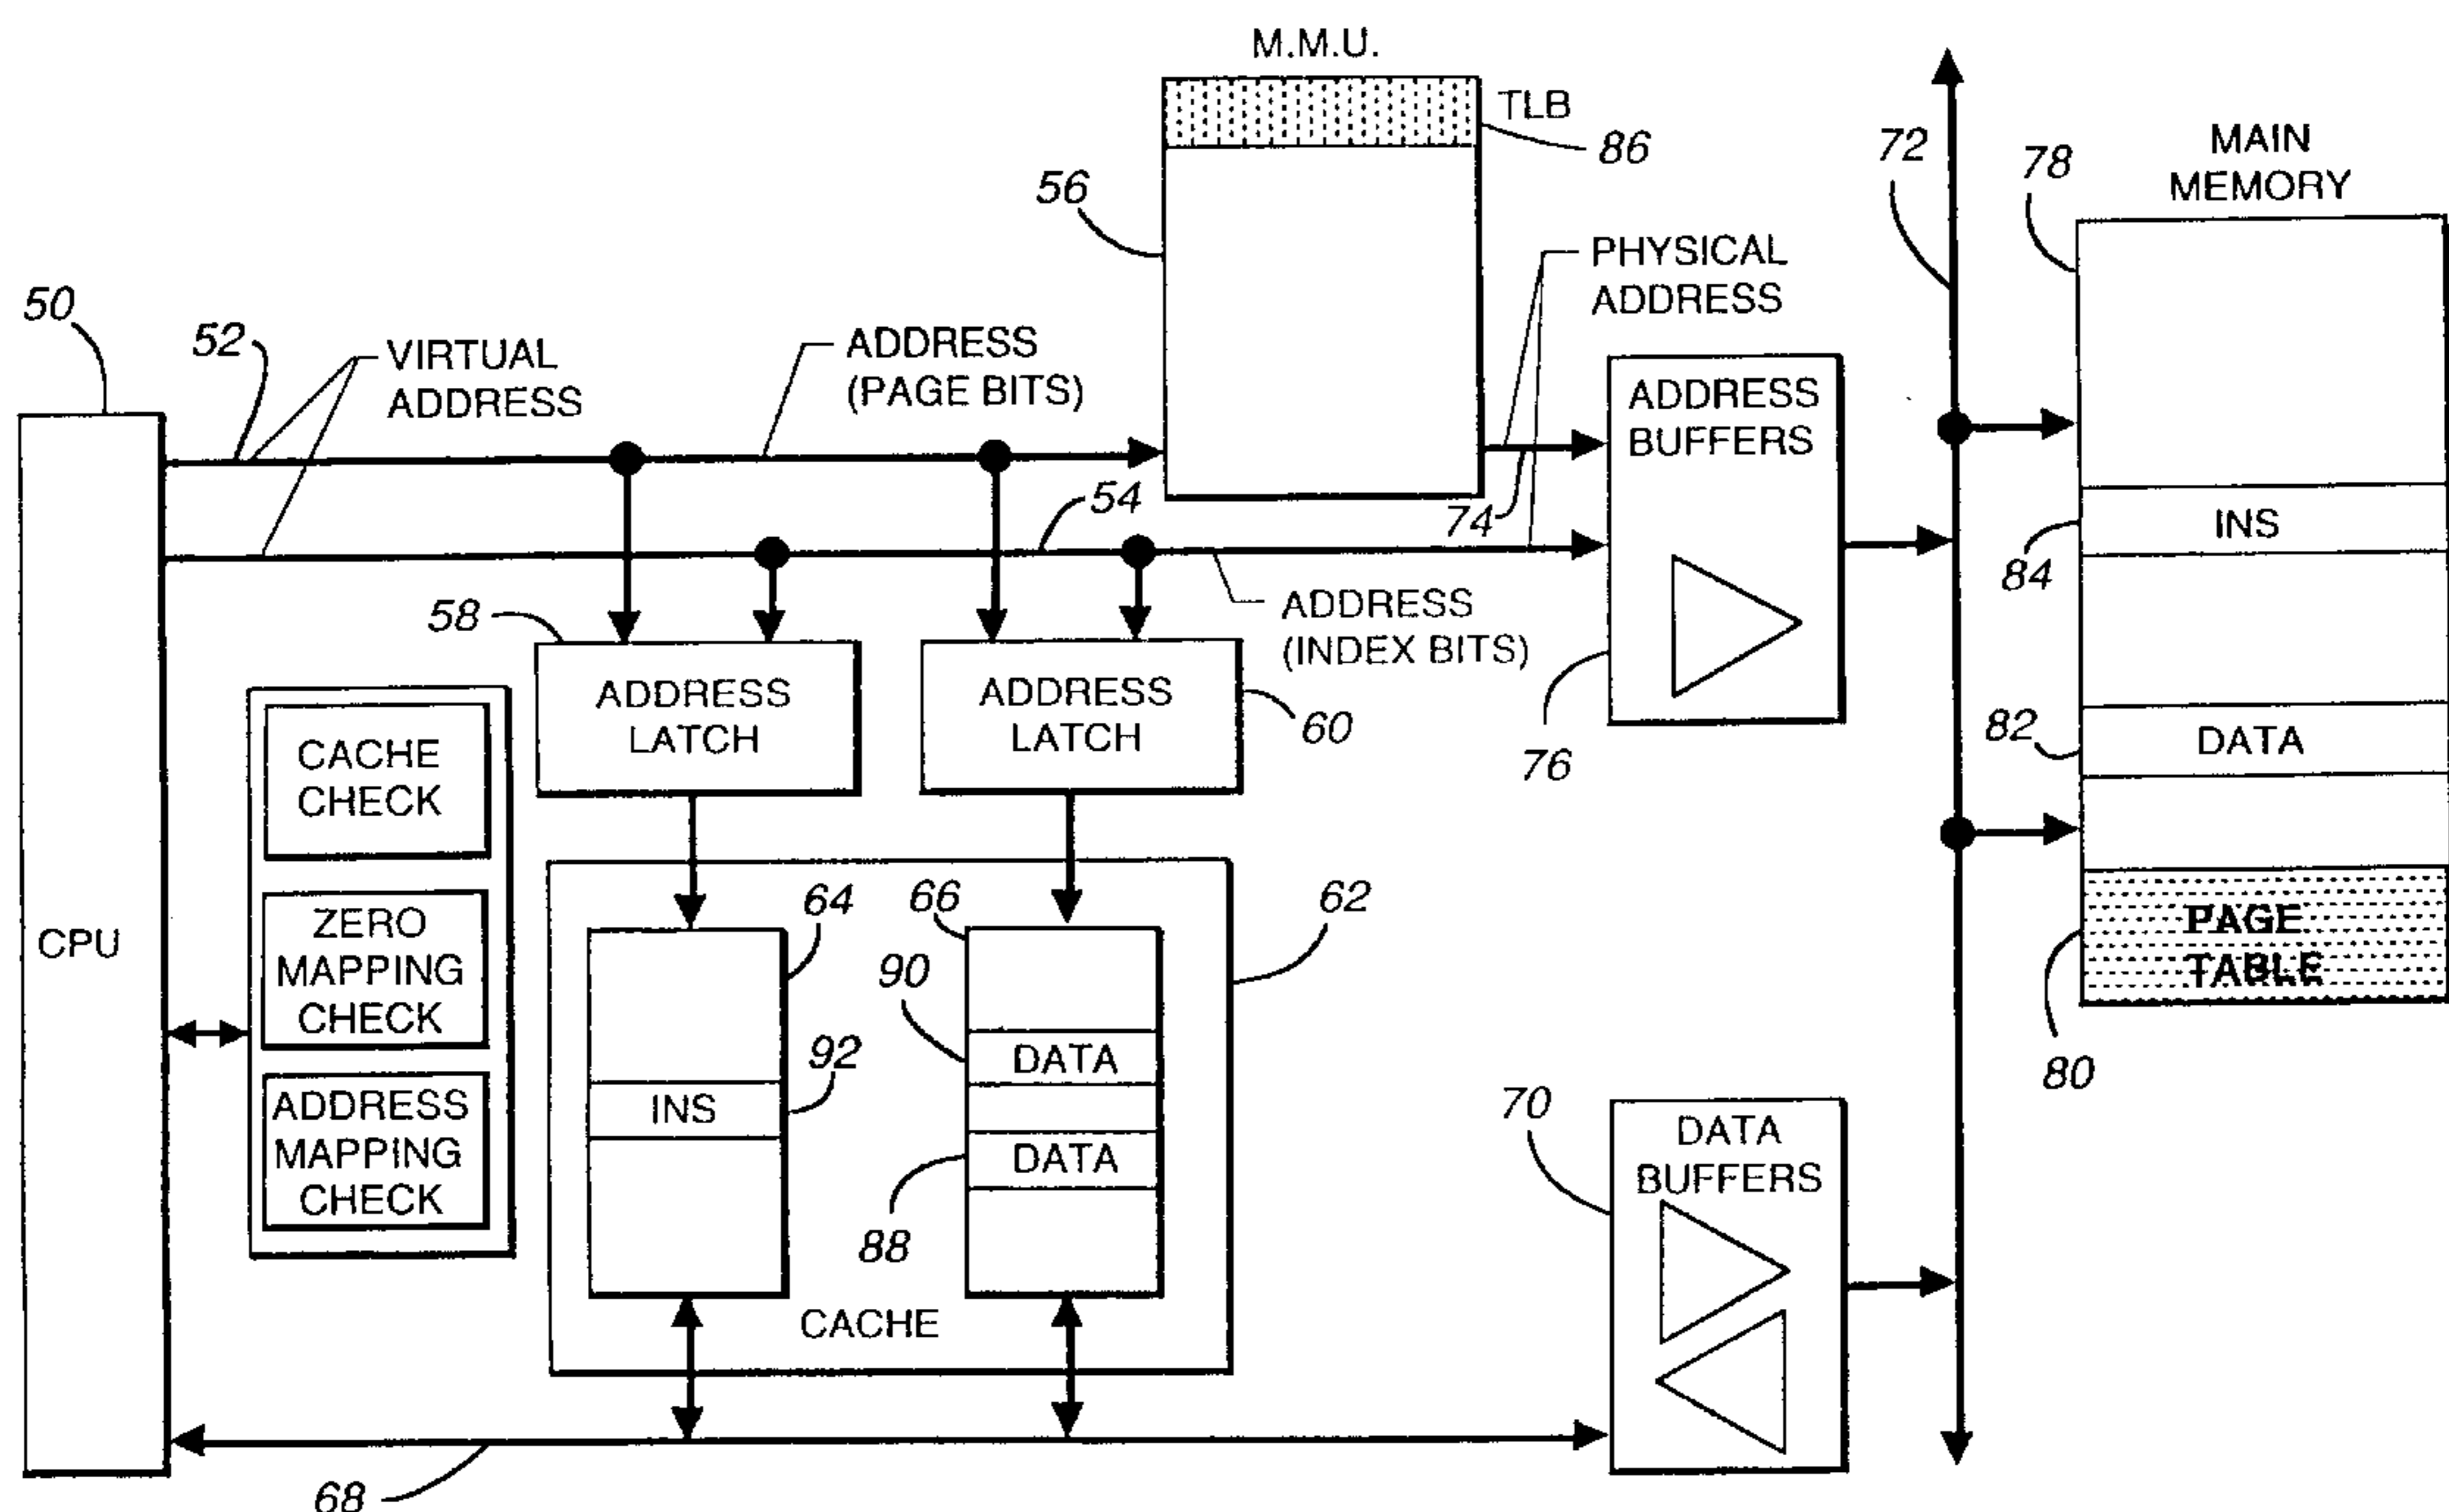 M.M.U.
TLB
86
72
78
MAIN
MEMORY
56
PHYSICAL
ADDRESS
50
52
VIRTUAL
ADDRESS
ADDRESS
(PAGE BITS)
ADDRESS
BUFFERS
54
74
INS
84
58
ADDRESS
(INDEX BITS)
ADDRESS
LATCH
ADDRESS
LATCH
60
76
82
DATA
CACHE
CHECK
64
66
62
CPU
ZERO
MAPPING
CHECK
90
PAGE
TABLE
80
92
DATA
INS
ADDRESS
MAPPING
CHECK
DATA
88
70
DATA
BUFFERS
CACHE
68